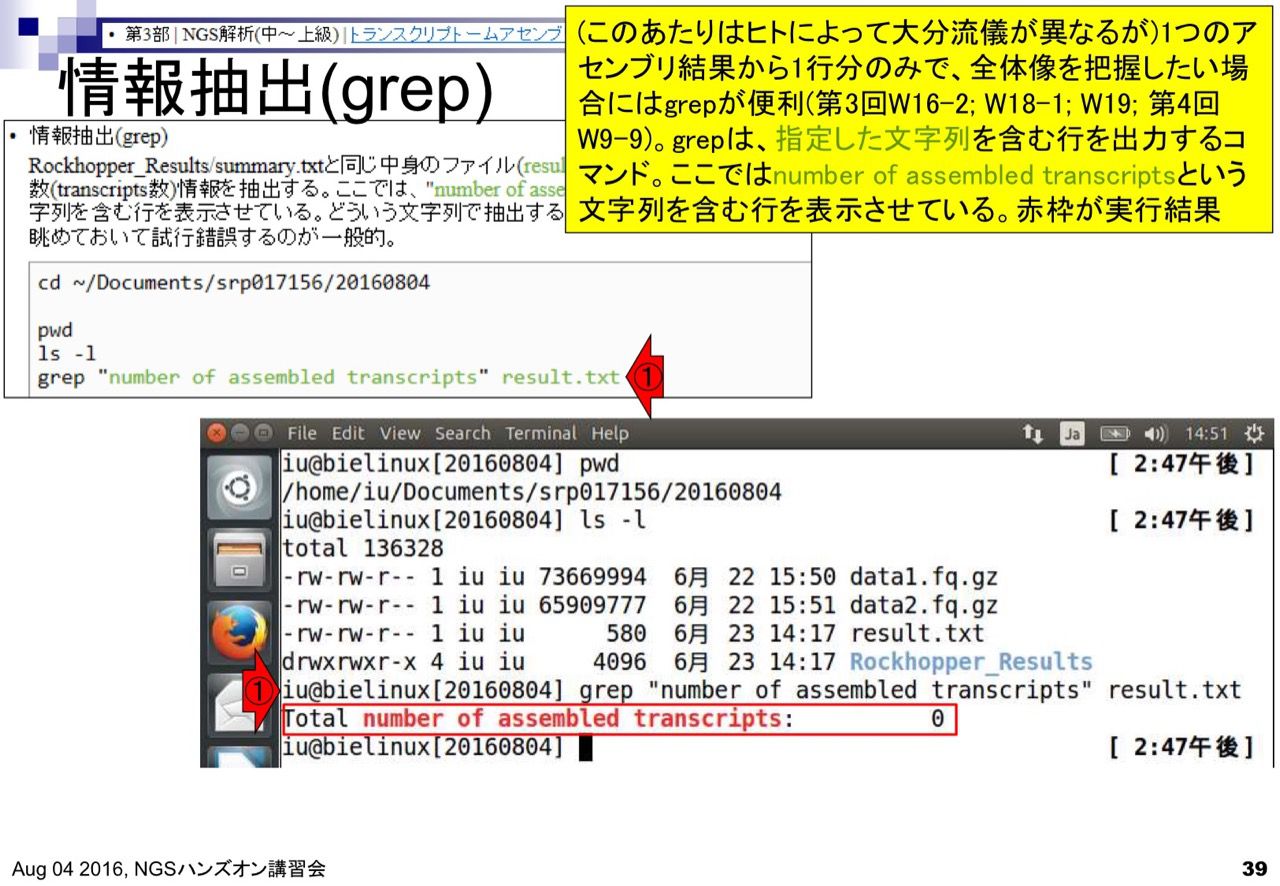 • 第3部 | NGS解析(中～上級) | トランスクリプトームアセンブ
情報抽出(grep)
(このあたりはヒトによって大分流儀が異なるが)1つのア
センブリ結果から1行分のみで、全体像を把握したい場
合にはgrepが便利(第3回W16-2; W18-1; W19; 第4回
W9-9)。grepは、指定した文字列を含む行を出力するコ
マンド。ここではnumber of assembled transcriptsという
文字列を含む行を表示させている。赤枠が実行結果
• 情報抽出(grep)
Rockhopper_Results/summary.txtと同じ中身のファイル(resul
数(transcripts数)情報を抽出する。ここでは、"number of asse
字列を含む行を表示させている。どういう文字列で抽出する
眺めておいて試行錯誤するのが一般的。
cd ~/Documents/srp017156/20160804
pwd
ls -l
grep "number of assembled transcripts" result.txt
①
File Edit View Search Terminal Help Ja 14:51
iu@bielinux[20160804] pwd [ 2:47午後]
/home/iu/Documents/srp017156/20160804
iu@bielinux[20160804] ls -l [ 2:47午後]
total 136328
-rw-rw-r-- 1 iu iu 73669994 6月 22 15:50 data1.fq.gz
-rw-rw-r-- 1 iu iu 65909777 6月 22 15:51 data2.fq.gz
-rw-rw-r-- 1 iu iu 580 6月 23 14:17 result.txt
drwxrwxr-x 4 iu iu 4096 6月 23 14:17 Rockhopper_Results
①
iu@bielinux[20160804] grep "number of assembled transcripts" result.txt
Total number of assembled transcripts: 0
iu@bielinux[20160804] [ 2:47午後]
Aug 04 2016, NGSハンズオン講習会
39